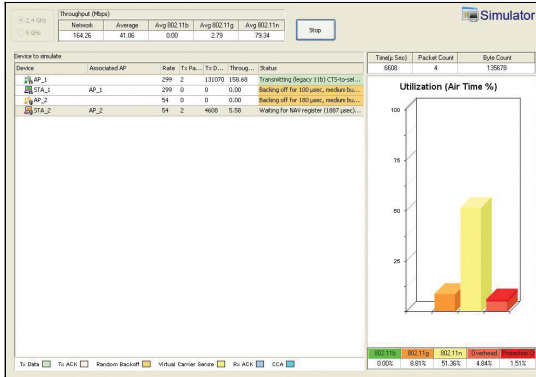 Simulator
2.4 GHz
5 GHz
Throughput (Mbps)
Network Average Avg 802.11b Avg 802.11g Avg 802.11n
164.26 41.06 0.00 2.79 79.34
Stop
Device to simulate
Device Associated AP Rate Tx Pa... Tx D... Throug... Status
AP_1 299 2 131070 158.68 Transmitting (legacy 11b) CTS-to-sel...
STA_1 AP_1 299 0 0 0.00 Backing off for 100 µsec, medium bu...
AP_2 54 0 0 0.00 Backing off for 180 µsec, medium bu...
STA_2 AP_2 54 2 4608 5.58 Waiting for NAV register (1887 µsec)...
Time(µ Sec) Packet Count Byte Count
6608 4 135678
Utilization (Air Time %)
100
75
50
25
802.11b 802.11g 802.11n Overhead Protection O
0.00% 8.81% 51.36% 4.84% 1.51%
Tx Data Tx ACK Random Backoff Virtual Carrier Sense Rx ACK CCA